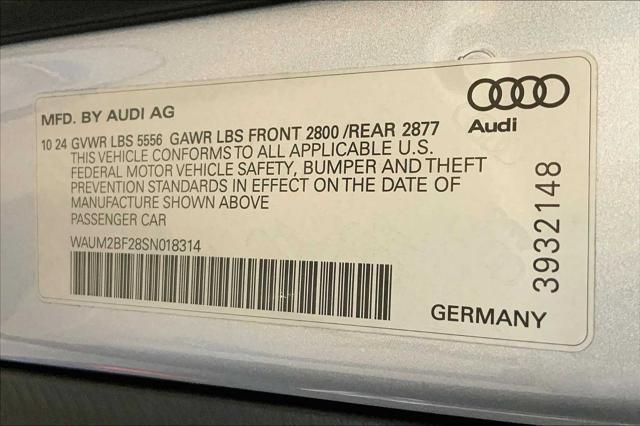 MFD. BY AUDI AG
10 24 GVWR LBS 5556 GAWR LBS FRONT 2800 /REAR 2877
THIS VEHICLE CONFORMS TO ALL APPLICABLE U.S.
FEDERAL MOTOR VEHICLE SAFETY, BUMPER AND THEFT
PREVENTION STANDARDS IN EFFECT ON THE DATE OF
MANUFACTURE SHOWN ABOVE
PASSENGER CAR
WAUM2BF28SN018314
Audi
3932148
GERMANY